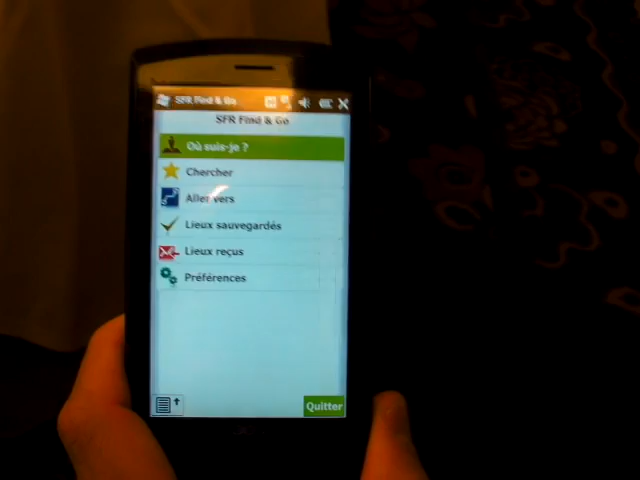 SFR Find & Go
SFR Find & Go
Où suis-je ?
Chercher
Aller vers
Lieux sauvegardés
Lieux reçus
Préférences
Quitter